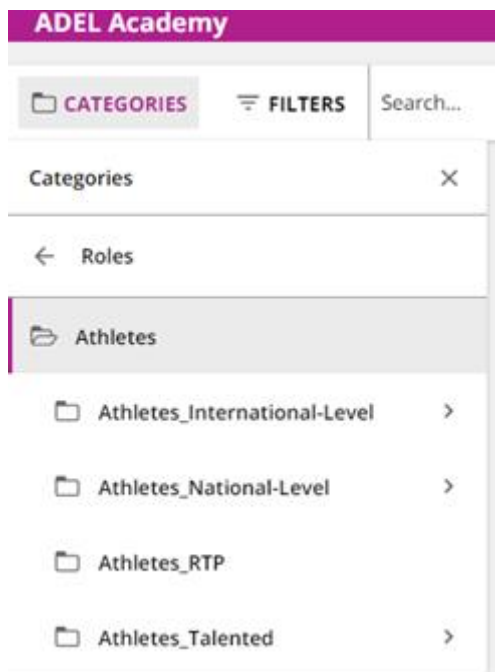 ADEL Academy
CATEGORIES FILTERS Search...
Categories
Roles
Athletes
Athletes_International-Level
Athletes_National-Level
Athletes_RTP
Athletes_Talented